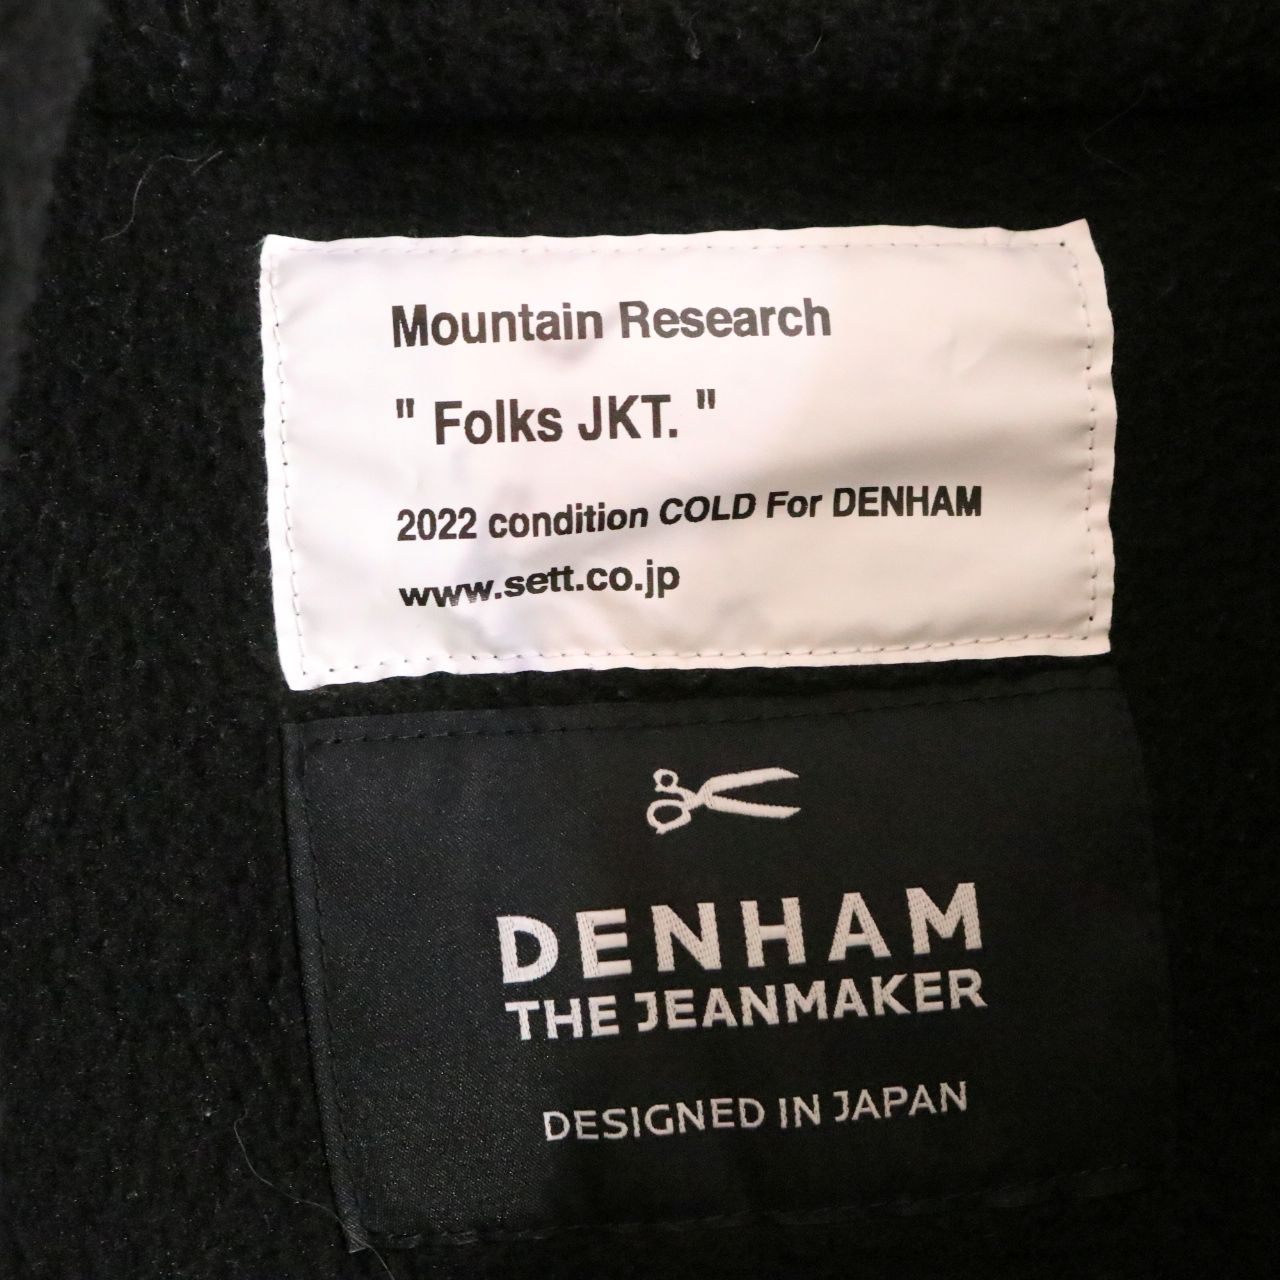 Mountain Research
" Folks JKT. "
2022 condition COLD For DENHAM
www.sett.co.jp
DENHAM
THE JEANMAKER
DESIGNED IN JAPAN